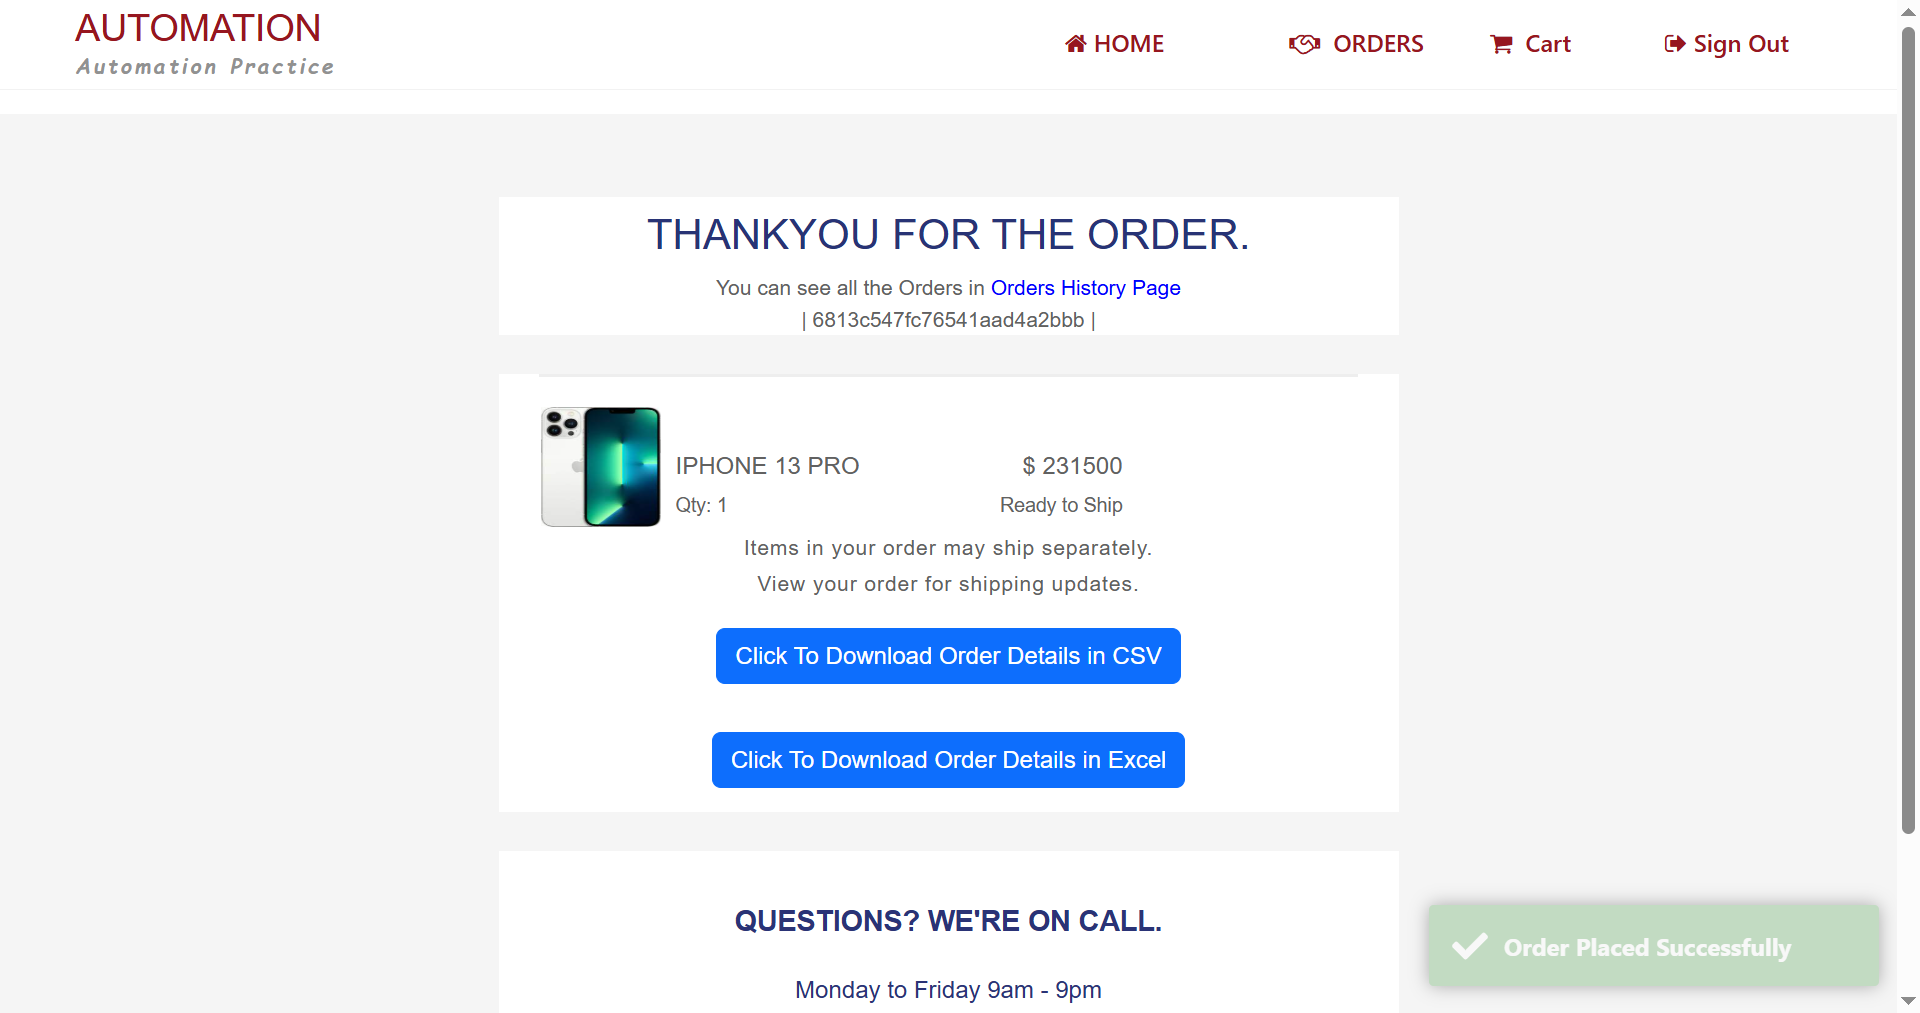 AUTOMATION
Automation Practice
HOME
ORDERS
Cart
Sign Out
THANKYOU FOR THE ORDER.
You can see all the Orders in Orders History Page
| 6813c547fc76541aad4a2bbb |
IPHONE 13 PRO
$ 231500
Qty: 1
Ready to Ship
Items in your order may ship separately.
View your order for shipping updates.
Click To Download Order Details in CSV
Click To Download Order Details in Excel
QUESTIONS? WE'RE ON CALL.
Monday to Friday 9am - 9pm
Order Placed Successfully